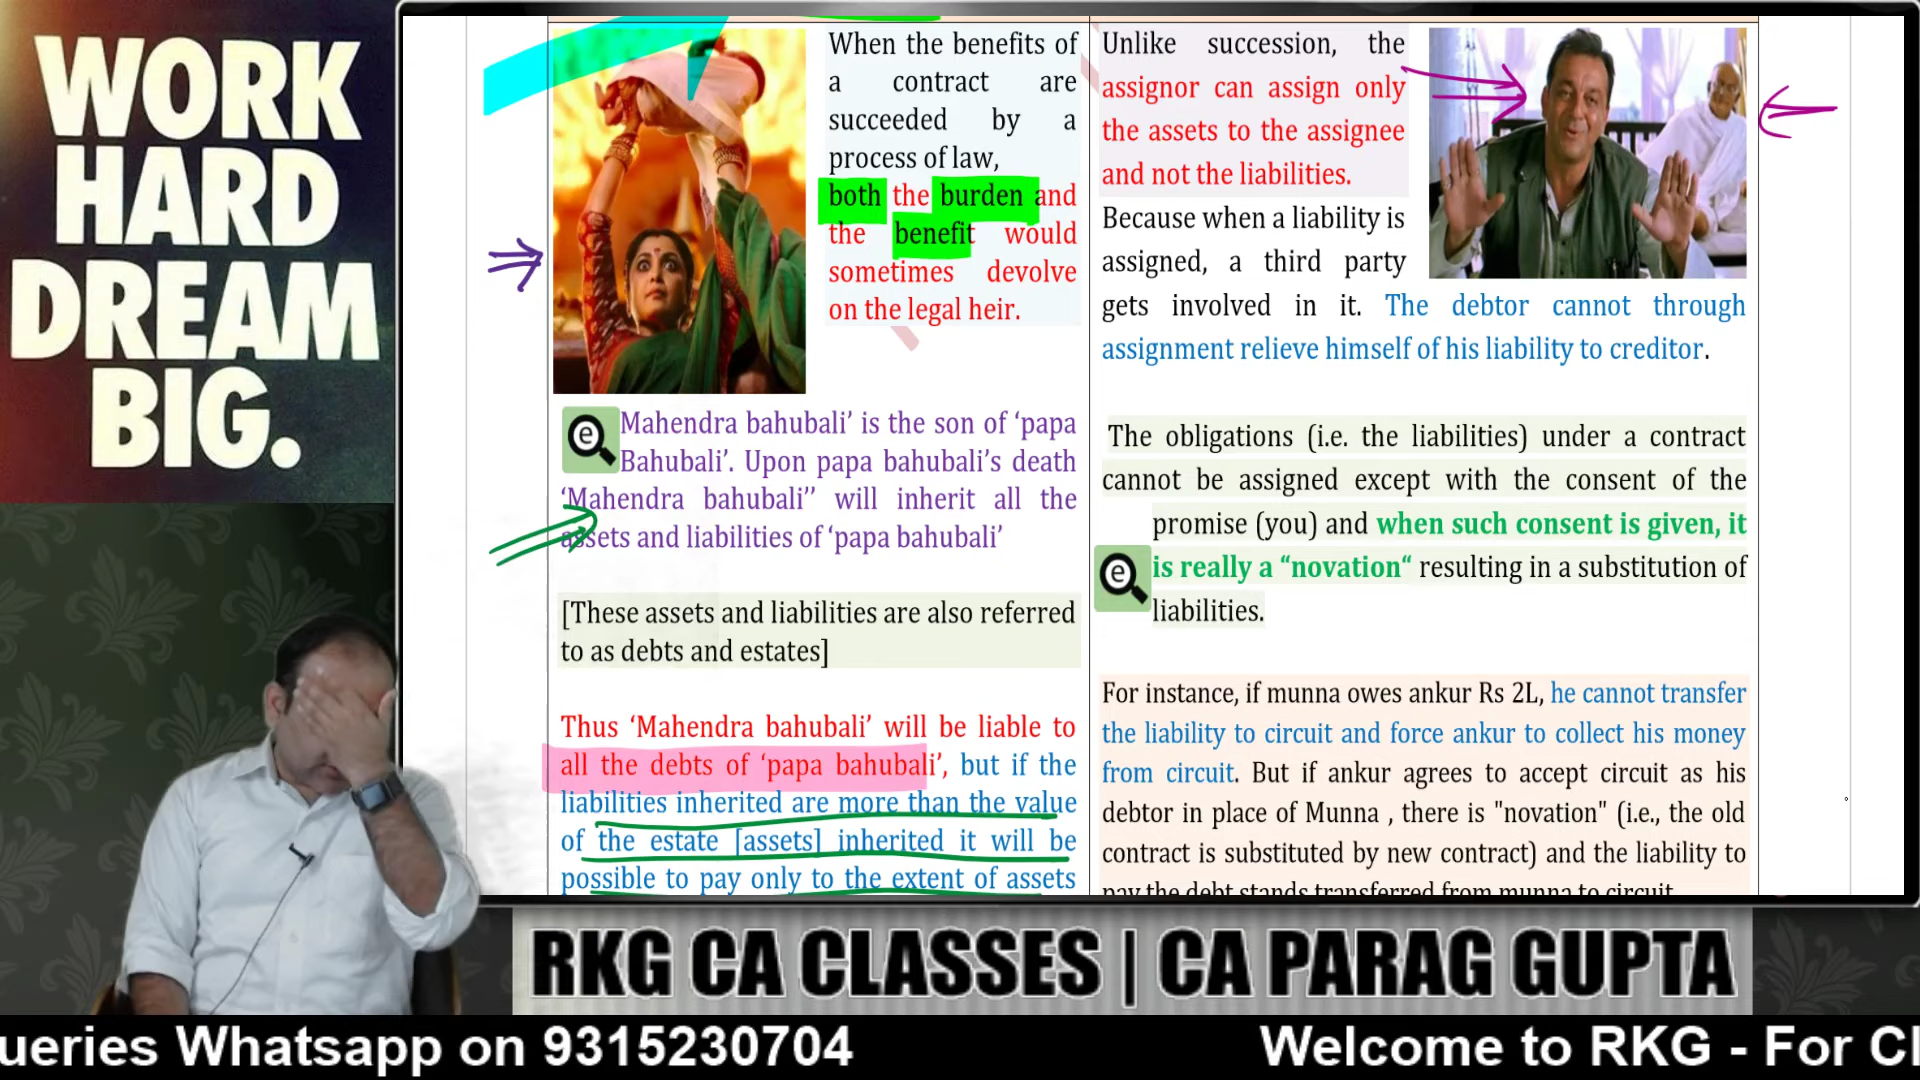 WORK
HARD
DREAM
BIG.
When the benefits of
a contract are
succeeded by a
process of law,
both the burden and
the benefit would
sometimes devolve
on the legal heir.
Mahendra bahubali’ is the son of ‘papa
Bahubali’. Upon papa bahubali’s death
‘Mahendra bahubali’’ will inherit all the
assets and liabilities of ‘papa bahubali’
[These assets and liabilities are also referred
to as debts and estates]
Thus ‘Mahendra bahubali’ will be liable to
all the debts of ‘papa bahubali’, but if the
liabilities inherited are more than the value
of the estate [assets] inherited it will be
possible to pay only to the extent of assets
Unlike succession, the
assignor can assign only
the assets to the assignee
and not the liabilities.
Because when a liability is
assigned, a third party
gets involved in it. The debtor cannot through
assignment relieve himself of his liability to creditor.
The obligations (i.e. the liabilities) under a contract
cannot be assigned except with the consent of the
promise (you) and when such consent is given, it
e
is really a “novation“ resulting in a substitution of
liabilities.
For instance, if munna owes ankur Rs 2L, he cannot transfer
the liability to circuit and force ankur to collect his money
from circuit. But if ankur agrees to accept circuit as his
debtor in place of Munna , there is "novation" (i.e., the old
contract is substituted by new contract) and the liability to
pay the debt stands transferred from munna to circuit
RKG CA CLASSES | CA PARAG GUPTA
ueries Whatsapp on 9315230704 Welcome to RKG - For C